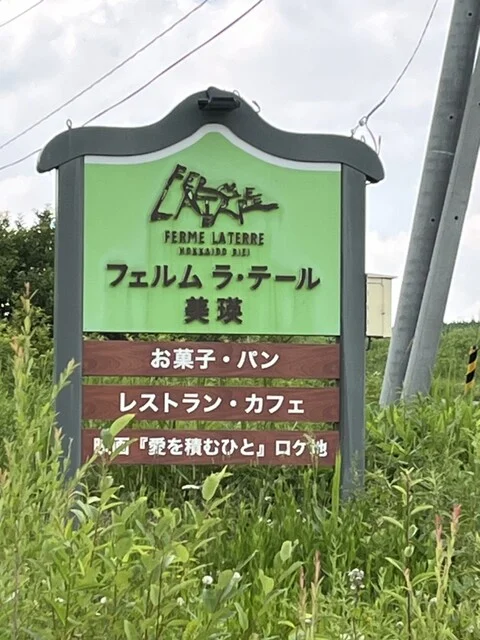 FERME
LATERRE
FERME LATERRE
HOKKAIDO BIEI
フェルム ラ・テール
美瑛
お菓子・パン
レストラン・カフェ
映画『愛を積むひと』ロケ地